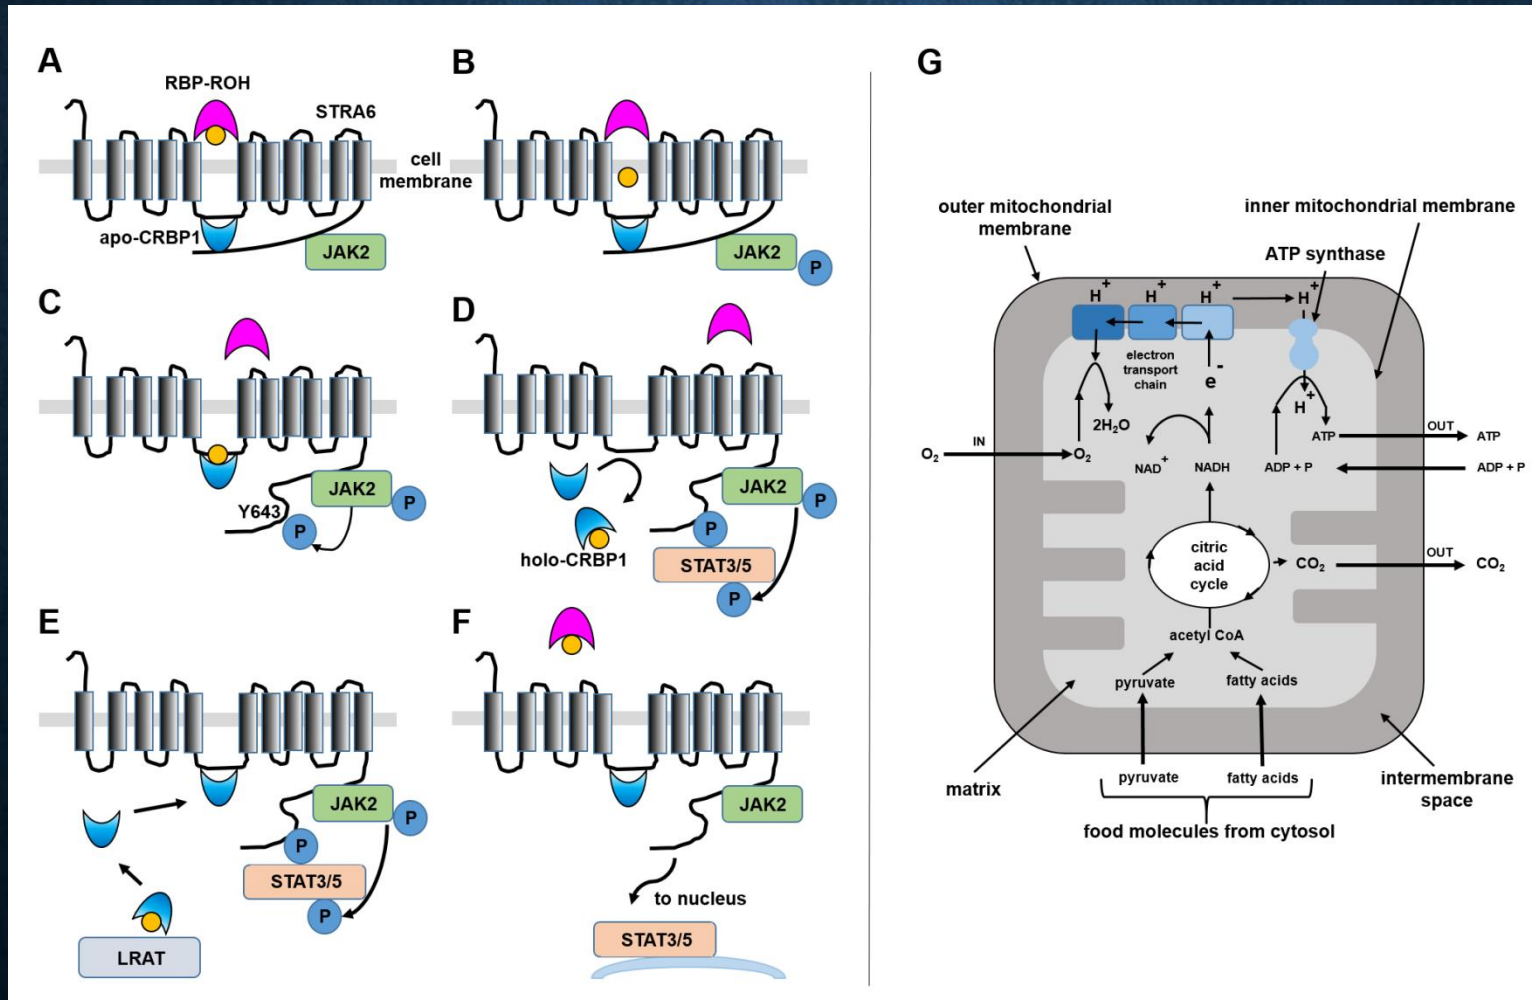 A
RBP-ROH
STRA6
cell
membrane
apo-CRBP1
JAK2
B
JAK2
P
C
Y643
JAK2
P
P
D
JAK2
P
P
holo-CRBP1
STAT3/5
P
E
JAK2
P
P
STAT3/5
P
LRAT
F
JAK2
to nucleus
STAT3/5
G
outer mitochondrial
membrane
inner mitochondrial membrane
ATP synthase
H+
H+
H+
H+
electron
transport
chain
e-
H+
2H₂O
O₂
IN
O₂
NAD+
NADH
ADP + P
ATP
OUT
ATP
ADP + P
citric
acid
cycle
CO₂
OUT
CO₂
acetyl CoA
pyruvate
fatty acids
matrix
pyruvate
fatty acids
intermembrane
space
food molecules from cytosol